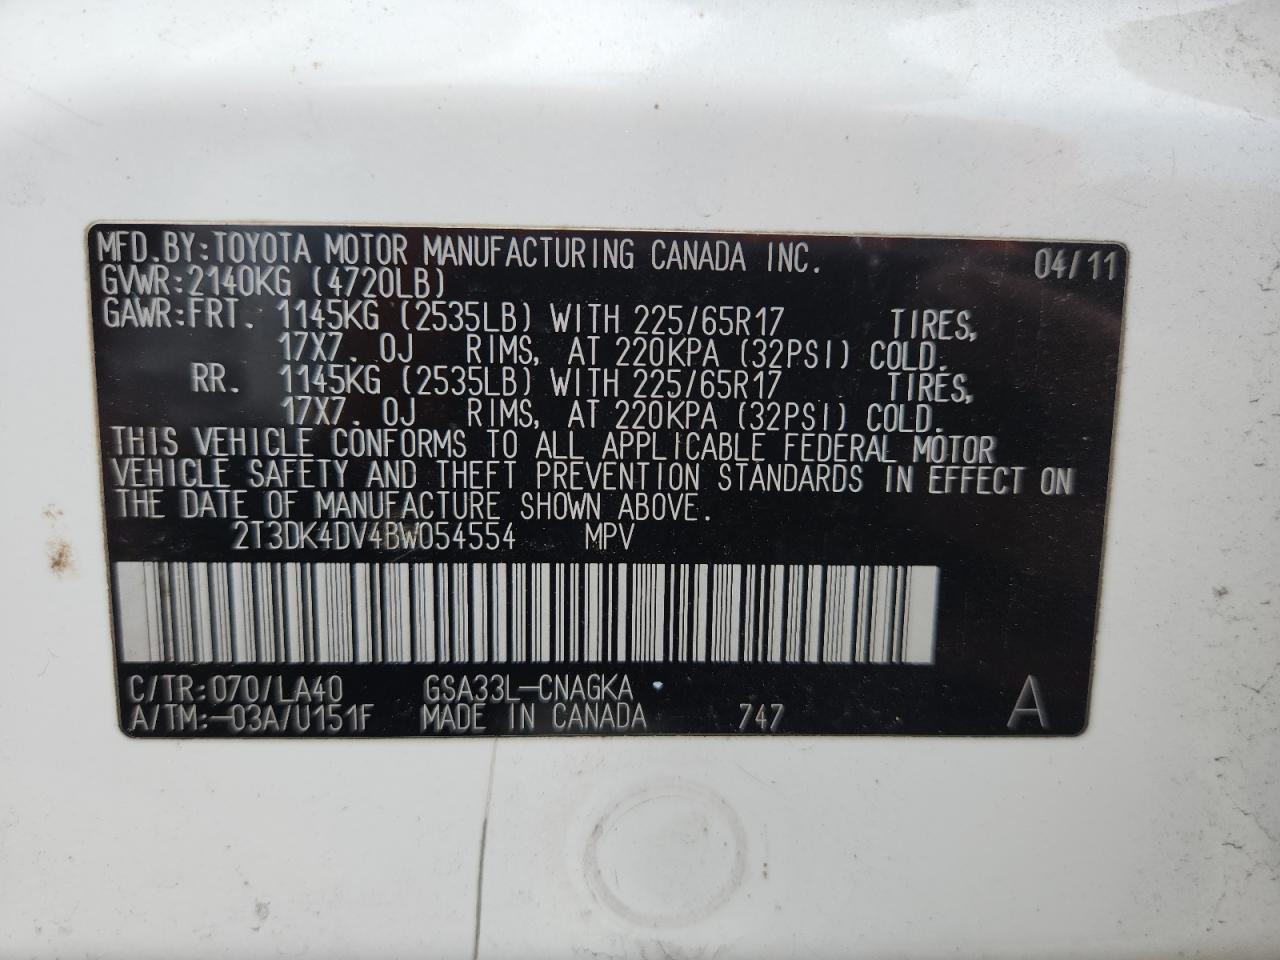 MFD.BY:TOYOTA MOTOR MANUFACTURING CANADA INC. 04/11
GVWR:2140KG (4720LB)
GAWR:FRT. 1145KG (2535LB) WITH 225/65R17 TIRES,
17X7.0J RIMS, AT 220KPA (32PSI) COLD.
RR. 1145KG (2535LB) WITH 225/65R17 TIRES,
17X7.0J RIMS, AT 220KPA (32PSI) COLD.
THIS VEHICLE CONFORMS TO ALL APPLICABLE FEDERAL MOTOR
VEHICLE SAFETY AND THEFT PREVENTION STANDARDS IN EFFECT ON
THE DATE OF MANUFACTURE SHOWN ABOVE.
2T3DK4DV4BW054554 MPV
C/TR:070/LA40 GSA33L-CNAGKA
A/TM:-03A/U151F MADE IN CANADA 747 A